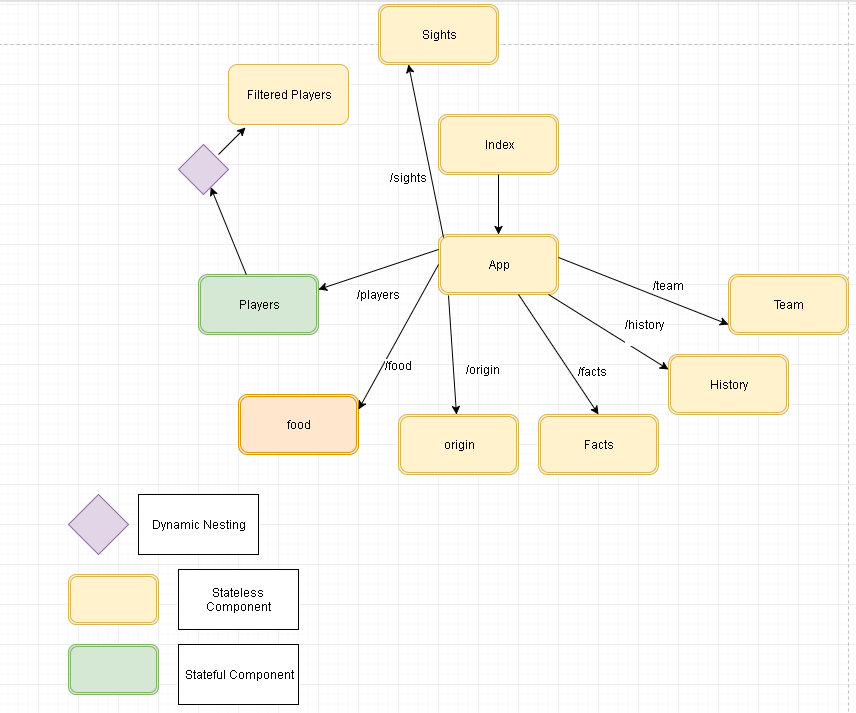 Sights
Filtered Players
Index
/sights
App
/team
Players
/players
Team
/history
/food
/origin
/facts
History
food
origin
Facts
Dynamic Nesting
Stateless
Component
Stateful Component